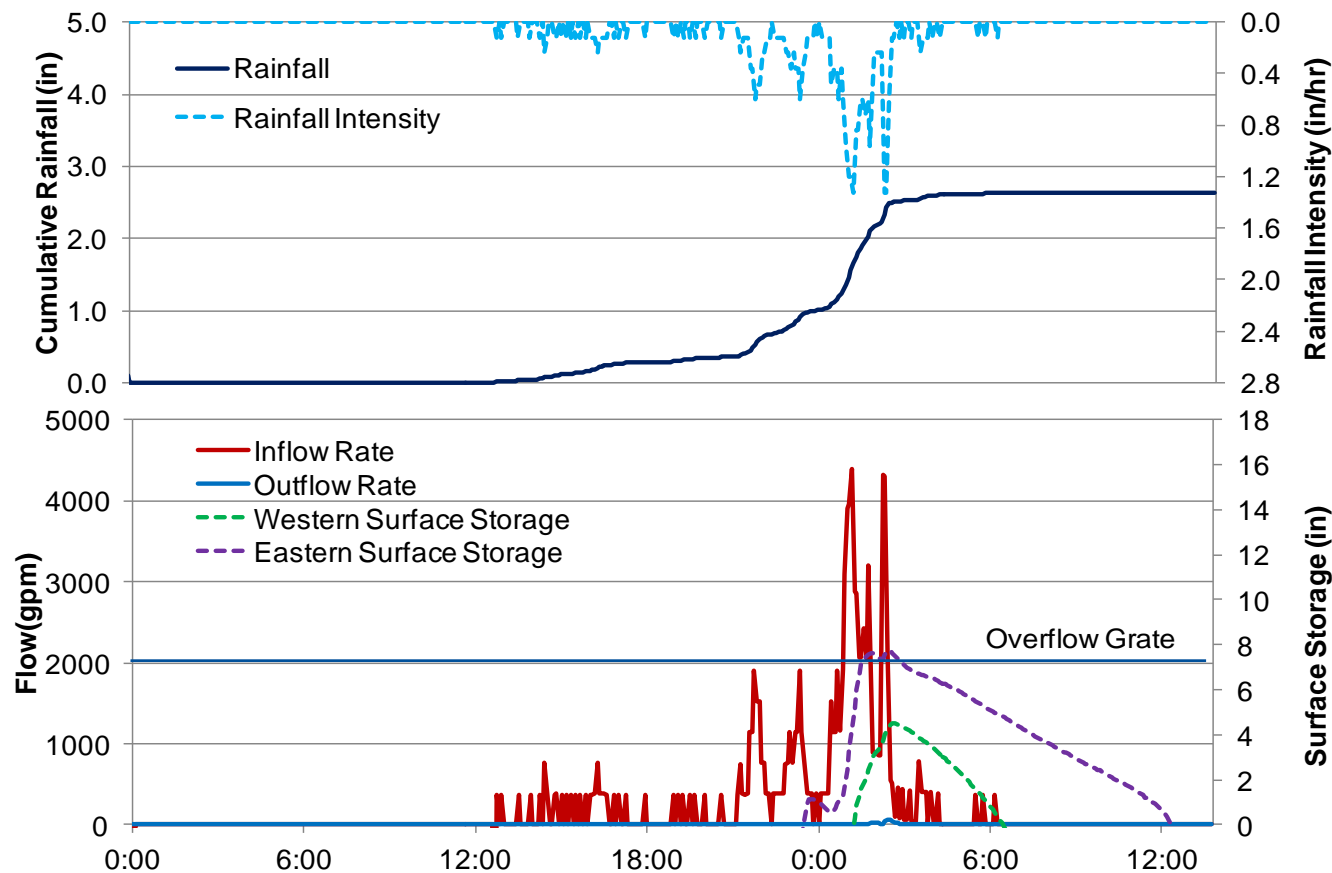 5.0
4.0
3.0
2.0
1.0
0.0
Cumulative Rainfall (in)
Rainfall
Rainfall Intensity
0.0
0.4
0.8
1.2
1.6
2.0
2.4
2.8
Rainfall Intensity (in/hr)
5000
4000
3000
2000
1000
0
Flow(gpm)
Inflow Rate
Outflow Rate
Western Surface Storage
Eastern Surface Storage
Overflow Grate
18
16
14
12
10
8
6
4
2
0
Surface Storage (in)
0:00 6:00 12:00 18:00 0:00 6:00 12:00